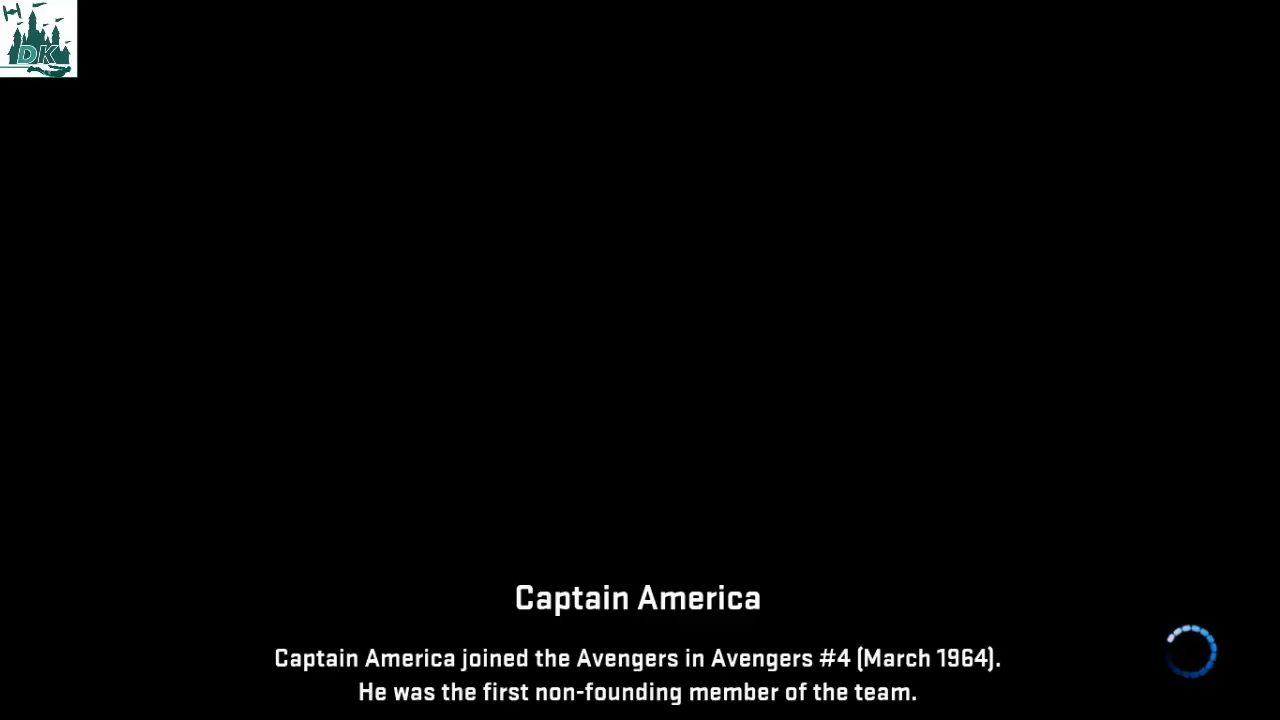 DK
Captain America
Captain America joined the Avengers in Avengers #4 (March 1964).
He was the first non-founding member of the team.